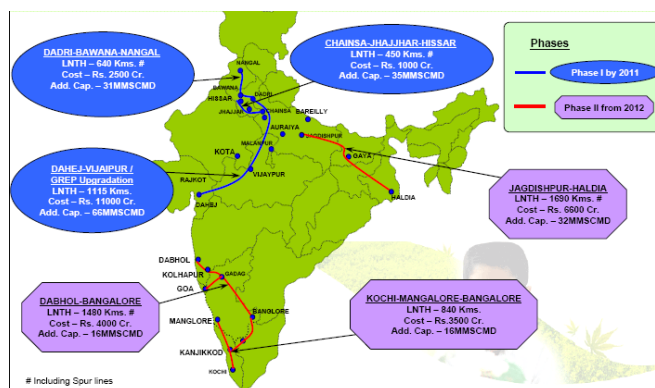 DADRI-BAWANA-NANGAL
LNTH – 640 Kms. #
Cost – Rs. 2500 Cr.
Add. Cap. – 31MMSCMD
CHAINSA-JHAJJHAR-HISSAR
LNTH – 450 Kms. #
Cost – Rs. 1000 Cr.
Add. Cap. – 35MMSCMD
Phases
Phase I by 2011
Phase II from 2012
NANGAL
BAWANA
DADRI
HISSAR
JHAJJAR
CHAINSA
BAREILLY
AURAIYA
JAGDISHPUR
MALANPUR
KOTA
GAYA
VIJAYPUR
RAJKOT
DAHEJ
HALDIA
DAHEJ-VIJAIPUR /
GREP Upgradation
LNTH – 1115 Kms.
Cost – Rs. 11000 Cr.
Add. Cap. – 66MMSCMD
JAGDISHPUR-HALDIA
LNTH – 1690 Kms. #
Cost – Rs. 6600 Cr.
Add. Cap. – 32MMSCMD
DABHOL
KOLHAPUR
GADAG
GOA
BANGLORE
MANGLORE
KANJIKKOD
KOCHI
DABHOL-BANGALORE
LNTH – 1480 Kms. #
Cost – Rs. 4000 Cr.
Add. Cap. – 16MMSCMD
KOCHI-MANGALORE-BANGALORE
LNTH – 840 Kms.
Cost – Rs.3500 Cr.
Add. Cap. – 16MMSCMD
# Including Spur lines